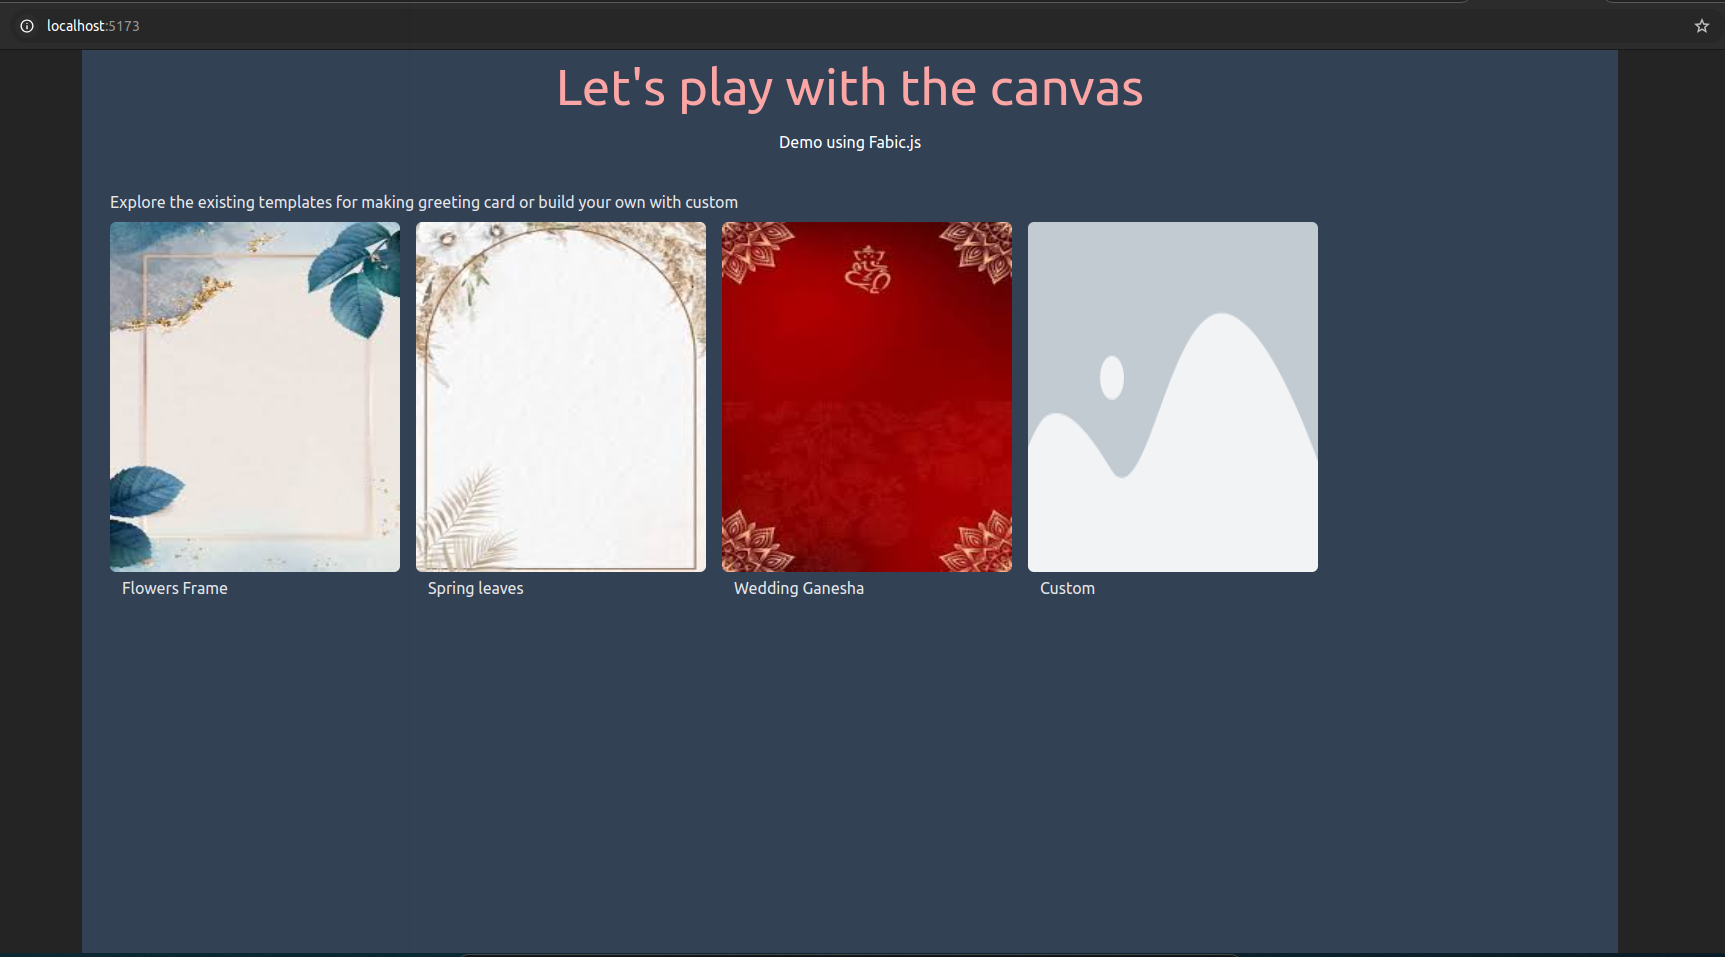 localhost:5173
Let's play with the canvas
Demo using Fabic.js
Explore the existing templates for making greeting card or build your own with custom
Flowers Frame
Spring leaves
Wedding Ganesha
Custom